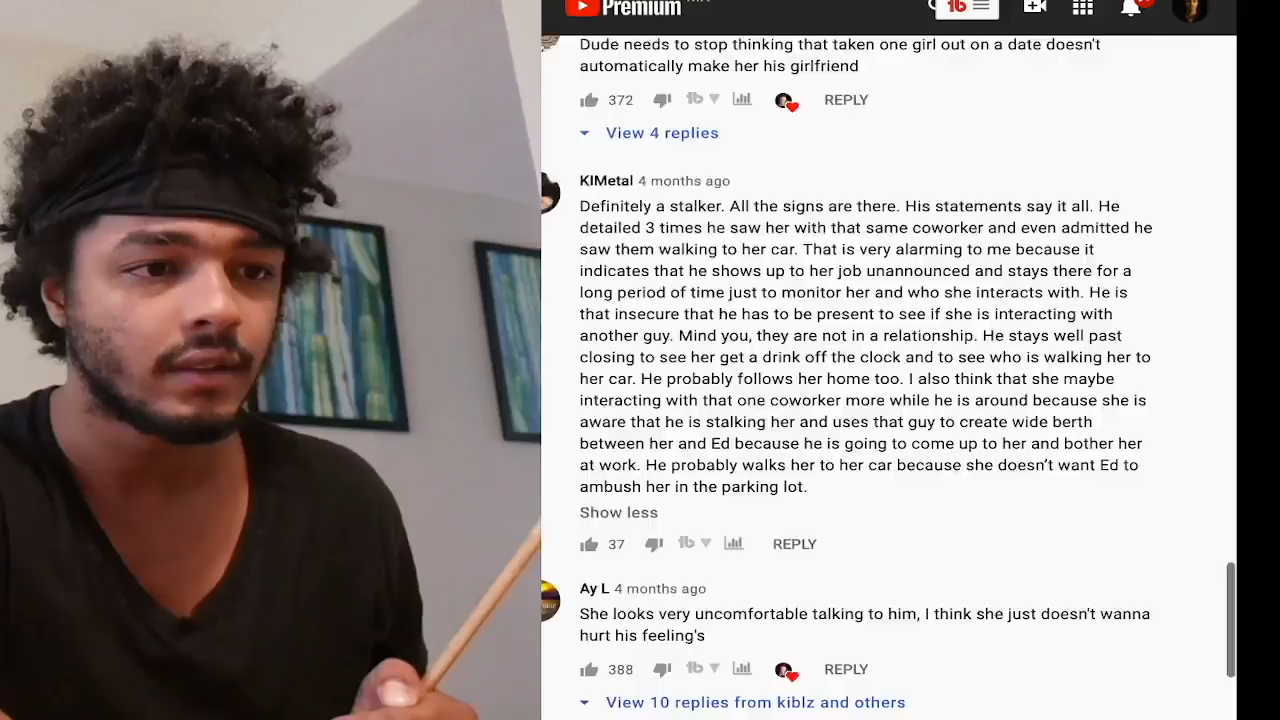 Premium
Dude needs to stop thinking that taken one girl out on a date doesn't
automatically make her his girlfriend
372 REPLY
View 4 replies
KIMetal 4 months ago
Definitely a stalker. All the signs are there. His statements say it all. He
detailed 3 times he saw her with that same coworker and even admitted he
saw them walking to her car. That is very alarming to me because it
indicates that he shows up to her job unannounced and stays there for a
long period of time just to monitor her and who she interacts with. He is
that insecure that he has to be present to see if she is interacting with
another guy. Mind you, they are not in a relationship. He stays well past
closing to see her get a drink off the clock and to see who is walking her to
her car. He probably follows her home too. I also think that she maybe
interacting with that one coworker more while he is around because she is
aware that he is stalking her and uses that guy to create wide berth
between her and Ed because he is going to come up to her and bother her
at work. He probably walks her to her car because she doesn’t want Ed to
ambush her in the parking lot.
Show less
37 REPLY
Ay L 4 months ago
She looks very uncomfortable talking to him, I think she just doesn't wanna
hurt his feeling's
388 REPLY
View 10 replies from kiblz and others